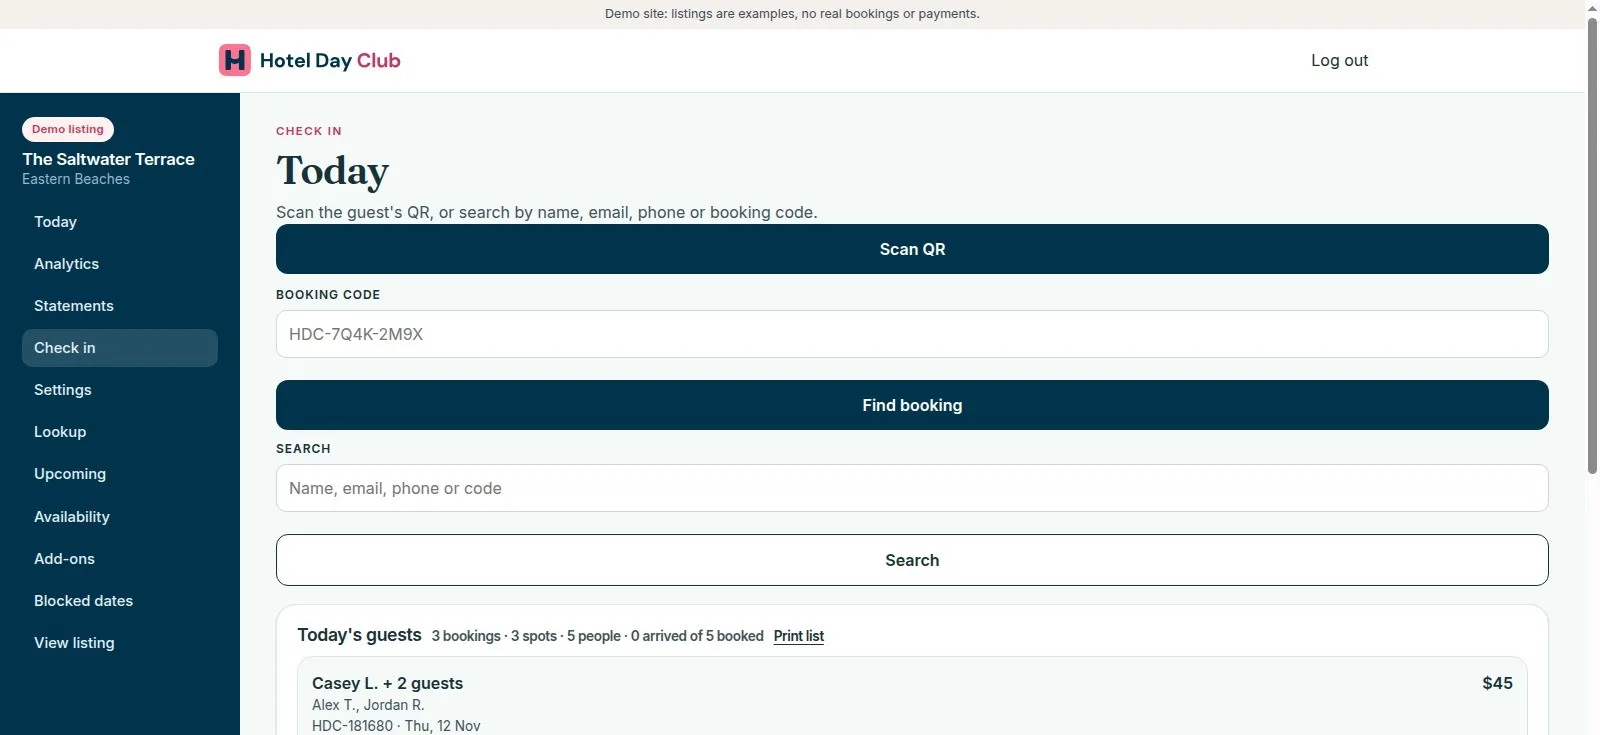 Demo site: listings are examples, no real bookings or payments.
Hotel Day Club
Log out
Demo listing
The Saltwater Terrace
Eastern Beaches
Today
Analytics
Statements
Check in
Settings
Lookup
Upcoming
Availability
Add-ons
Blocked dates
View listing
CHECK IN
Today
Scan the guest's QR, or search by name, email, phone or booking code.
Scan QR
BOOKING CODE
HDC-7Q4K-2M9X
Find booking
SEARCH
Name, email, phone or code
Search
Today's guests 3 bookings · 3 spots · 5 people · 0 arrived of 5 booked Print list
Casey L. + 2 guests $45
Alex T., Jordan R.
HDC-181680 · Thu, 12 Nov